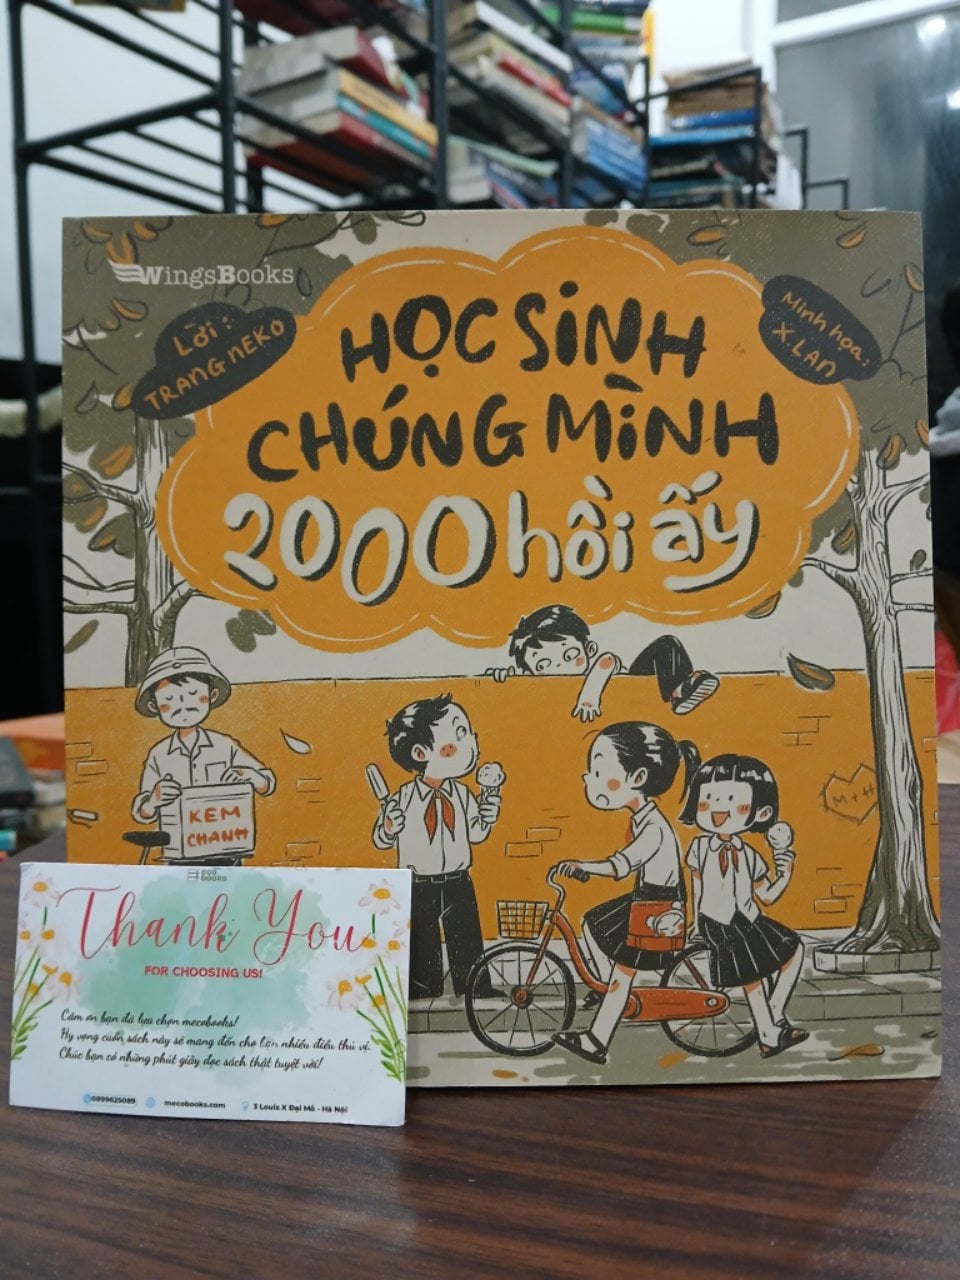 WingsBooks
Lời:
TRANG NEKO
Minh họa:
X.LAN
HỌC SINH
CHÚNG MÌNH
2000 hồi ấy
M + H
KEM
CHANH
eco
books
Thank You
FOR CHOOSING US!
Cảm ơn bạn đã lựa chọn mecobooks!
Hy vọng cuốn sách này sẽ mang đến cho bạn nhiều điều thú vị.
Chúc bạn có những phút giây đọc sách thật tuyệt vời!
0899625089
mecobooks.com
3 Louis X Đại Mỗ - Hà Nội